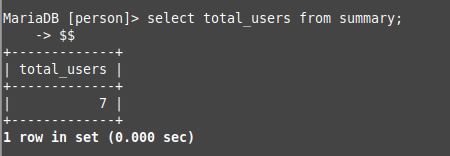 MariaDB [person]> select total_users from summary;
    -> $$
+-------------+
| total_users |
+-------------+
|           7 |
+-------------+
1 row in set (0.000 sec)